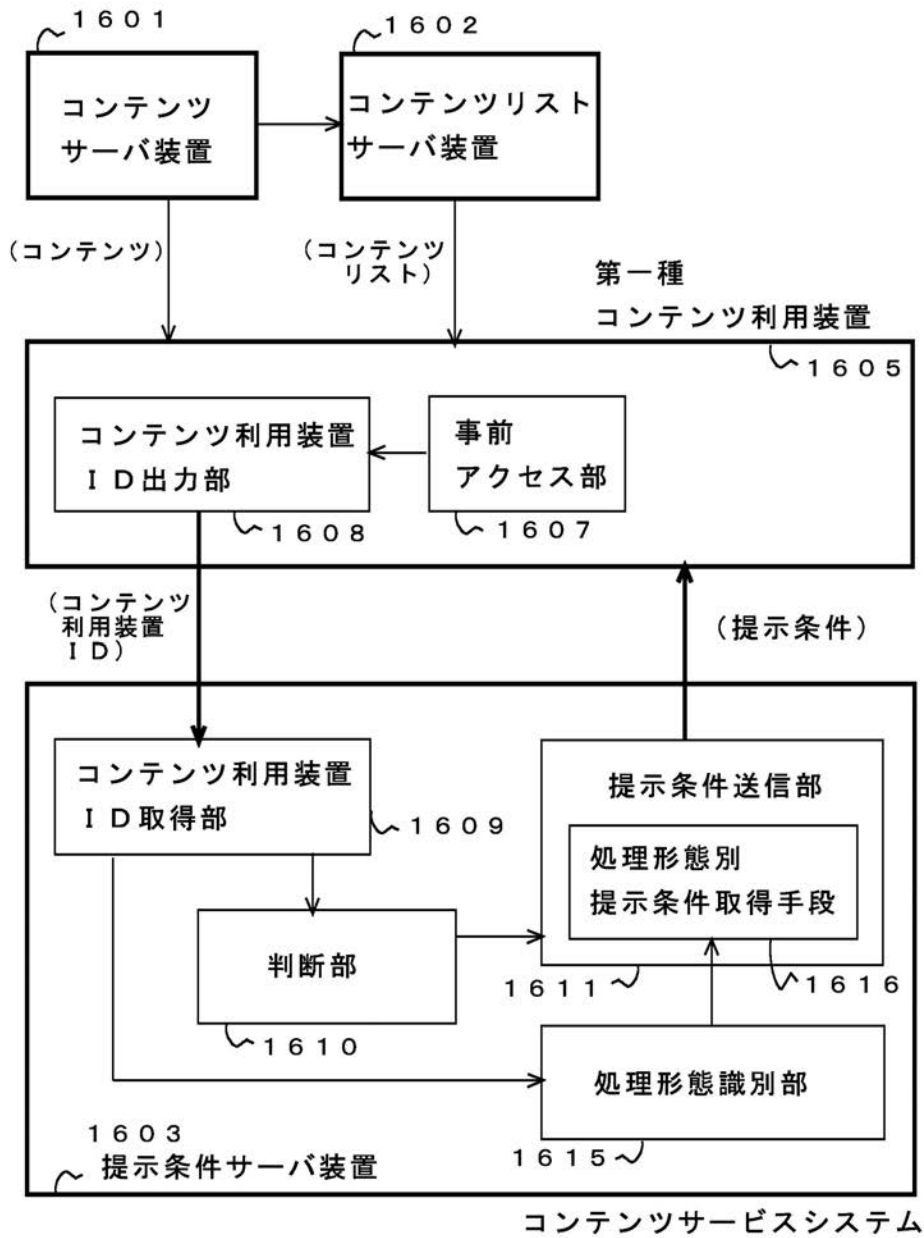 １６０１
１６０２
コンテンツ
サーバ装置
コンテンツリスト
サーバ装置
（コンテンツ）
（コンテンツ
リスト）
第一種
コンテンツ利用装置
１６０５
コンテンツ利用装置
ＩＤ出力部
事前
アクセス部
１６０８
１６０７
（コンテンツ
利用装置
ＩＤ）
（提示条件）
コンテンツ利用装置
ＩＤ取得部
１６０９
提示条件送信部
処理形態別
提示条件取得手段
判断部
１６１１
１６１６
１６１０
処理形態識別部
１６０３
提示条件サーバ装置
１６１５
コンテンツサービスシステム